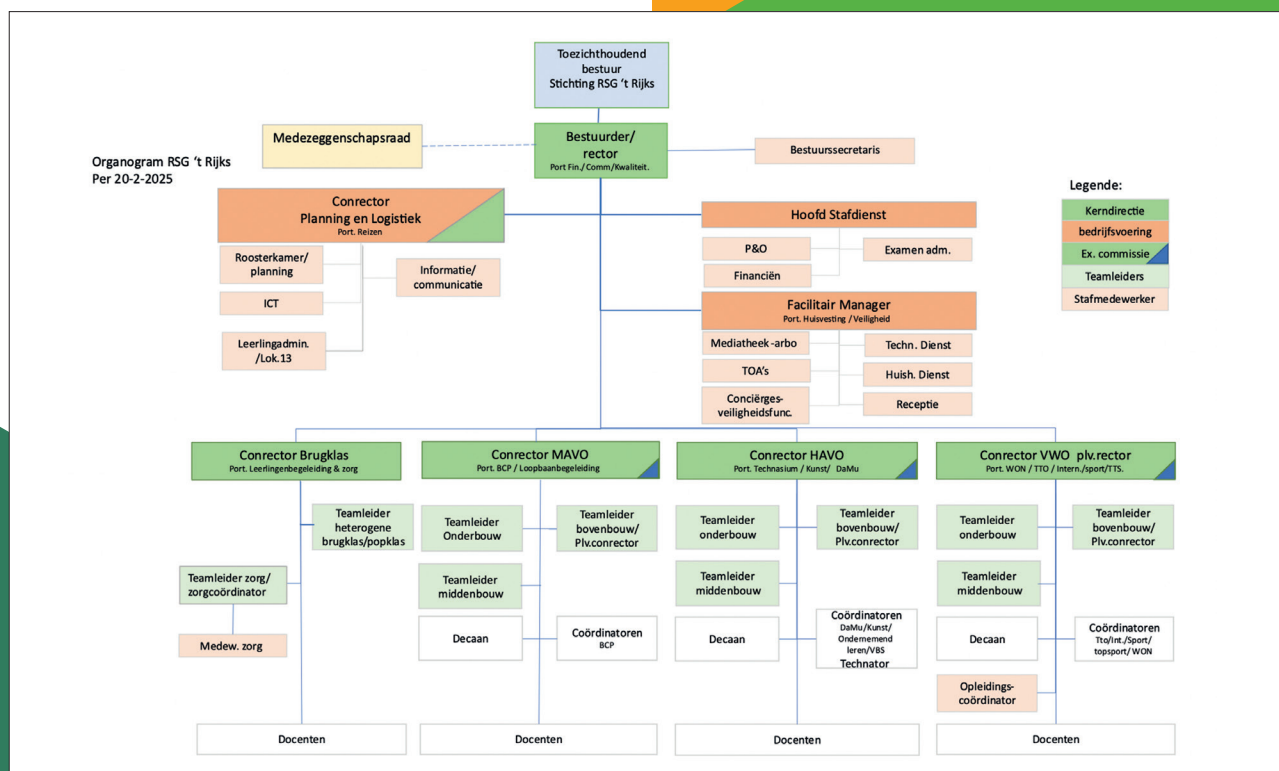 Toezichthoudend
bestuur
Stichting RSG ‘t Rijks
Medezeggenschapsraad
Bestuurder/
rector
Port Fin./ Comm/Kwaliteit.
Bestuurssecretaris
Organogram RSG ‘t Rijks
Per 20-2-2025
Legende:
Kerndirectie
bedrijfsvoering
Ex. commissie
Teamleiders
Stafmedewerker
Conrector
Planning en Logistiek
Port. Reizen
Roosterkamer/
planning
ICT
Leerlingadmin.
/Lok.13
Informatie/
communicatie
Hoofd Stafdienst
P&O
Financiën
Examen adm.
Facilitair Manager
Port. Huisvesting /Veiligheid
Mediatheek -arbo
TOA’s
Conciërges-
veiligheidsfunc.
Techn. Dienst
Huish. Dienst
Receptie
Conrector Brugklas
Port. Leerlingenbegeleiding & zorg
Teamleider
heterogene
brugklas/popklas
Teamleider zorg/
zorgcoördinator
Medew. zorg
Docenten
Conrector MAVO
Port. BCP / Loopbaanbegeleiding
Teamleider
Onderbouw
Teamleider
bovenbouw/
Plv.conrector
Teamleider
middenbouw
Decaan
Coördinatoren
BCP
Docenten
Conrector HAVO
Port. Technasium / Kunst/ DaMu
Teamleider
onderbouw
Teamleider
bovenbouw/
Plv.conrector
Teamleider
middenbouw
Decaan
Coördinatoren
DaMu/Kunst/
Ondernemend
leren/VBS
Technator
Docenten
Conrector VWO plv.rector
Port. WON / TTO / Intern./sport/TTS.
Teamleider
onderbouw
Teamleider
bovenbouw/
Plv.conrector
Teamleider
middenbouw
Decaan
Coördinatoren
Tto/Int./Sport/
topsport/ WON
Opleidings-
coördinator
Docenten